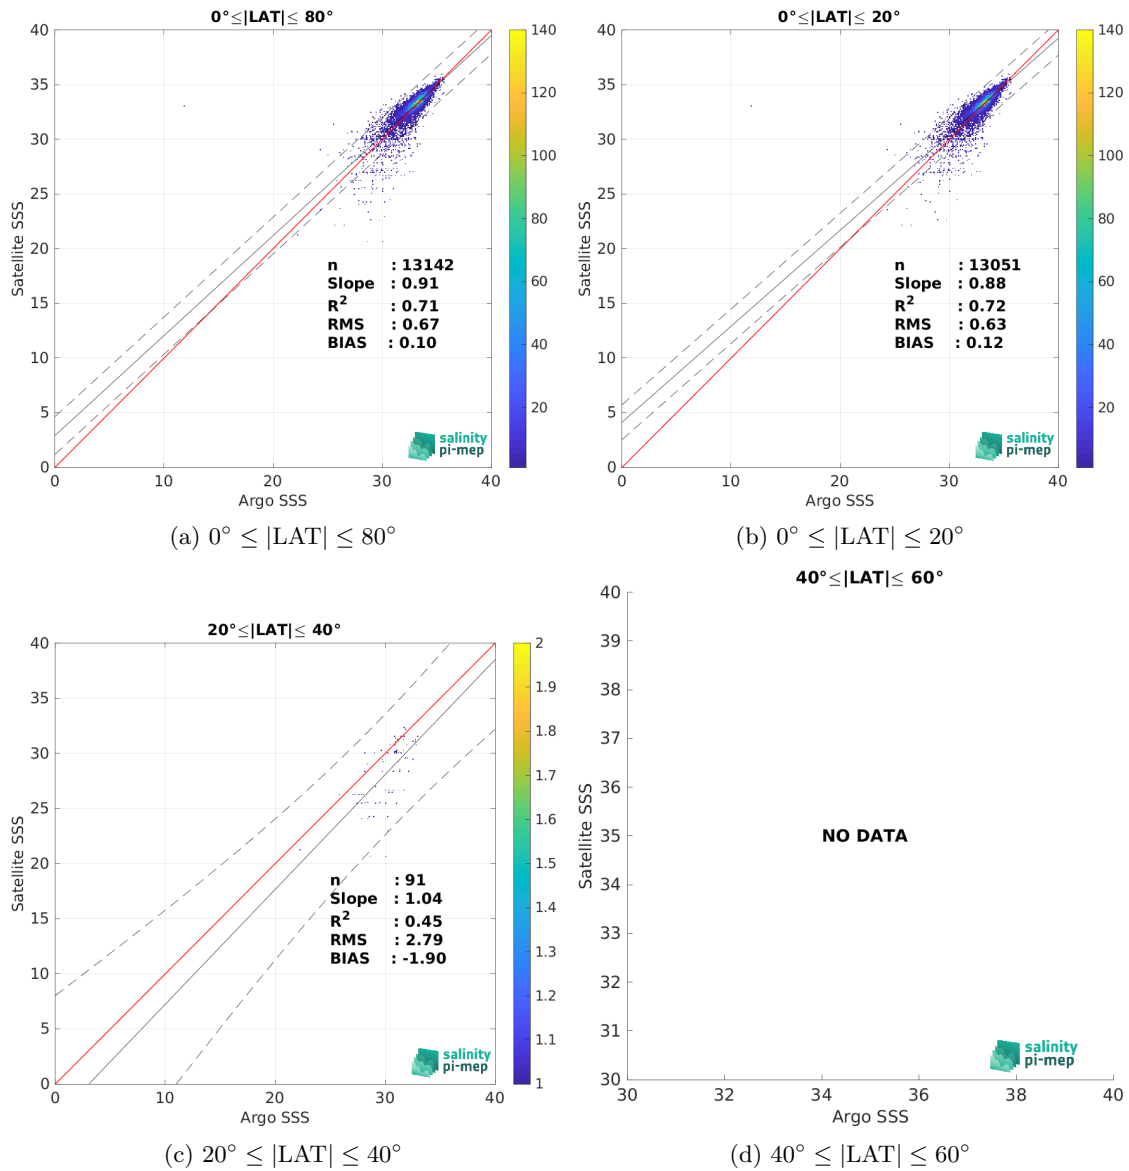 0°≤|LAT|≤ 80°
40
35
30
25
20
15
10
5
0
Satellite SSS
0
10
20
30
40
Argo SSS
140
120
100
80
60
40
20
n : 13142
Slope : 0.91
R² : 0.71
RMS : 0.67
BIAS : 0.10
salinity
pi-mep
(a) 0° ≤ |LAT| ≤ 80°
0°≤|LAT|≤ 20°
40
35
30
25
20
15
10
5
0
Satellite SSS
0
10
20
30
40
Argo SSS
140
120
100
80
60
40
20
n : 13051
Slope : 0.88
R² : 0.72
RMS : 0.63
BIAS : 0.12
salinity
pi-mep
(b) 0° ≤ |LAT| ≤ 20°
20°≤|LAT|≤ 40°
40
35
30
25
20
15
10
5
0
Satellite SSS
0
10
20
30
40
Argo SSS
2
1.9
1.8
1.7
1.6
1.5
1.4
1.3
1.2
1.1
1
n : 91
Slope : 1.04
R² : 0.45
RMS : 2.79
BIAS : -1.90
salinity
pi-mep
(c) 20° ≤ |LAT| ≤ 40°
40°≤|LAT|≤ 60°
40
39
38
37
36
35
34
33
32
31
30
Satellite SSS
NO DATA
30
32
34
36
38
40
Argo SSS
salinity
pi-mep
(d) 40° ≤ |LAT| ≤ 60°